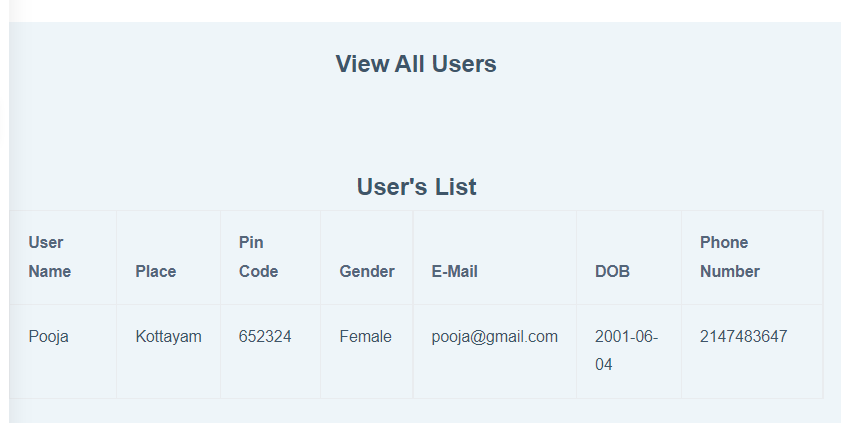 View All Users
User's List
User Name Place Pin Code Gender E-Mail DOB Phone Number
Pooja Kottayam 652324 Female pooja@gmail.com 2001-06-04 2147483647